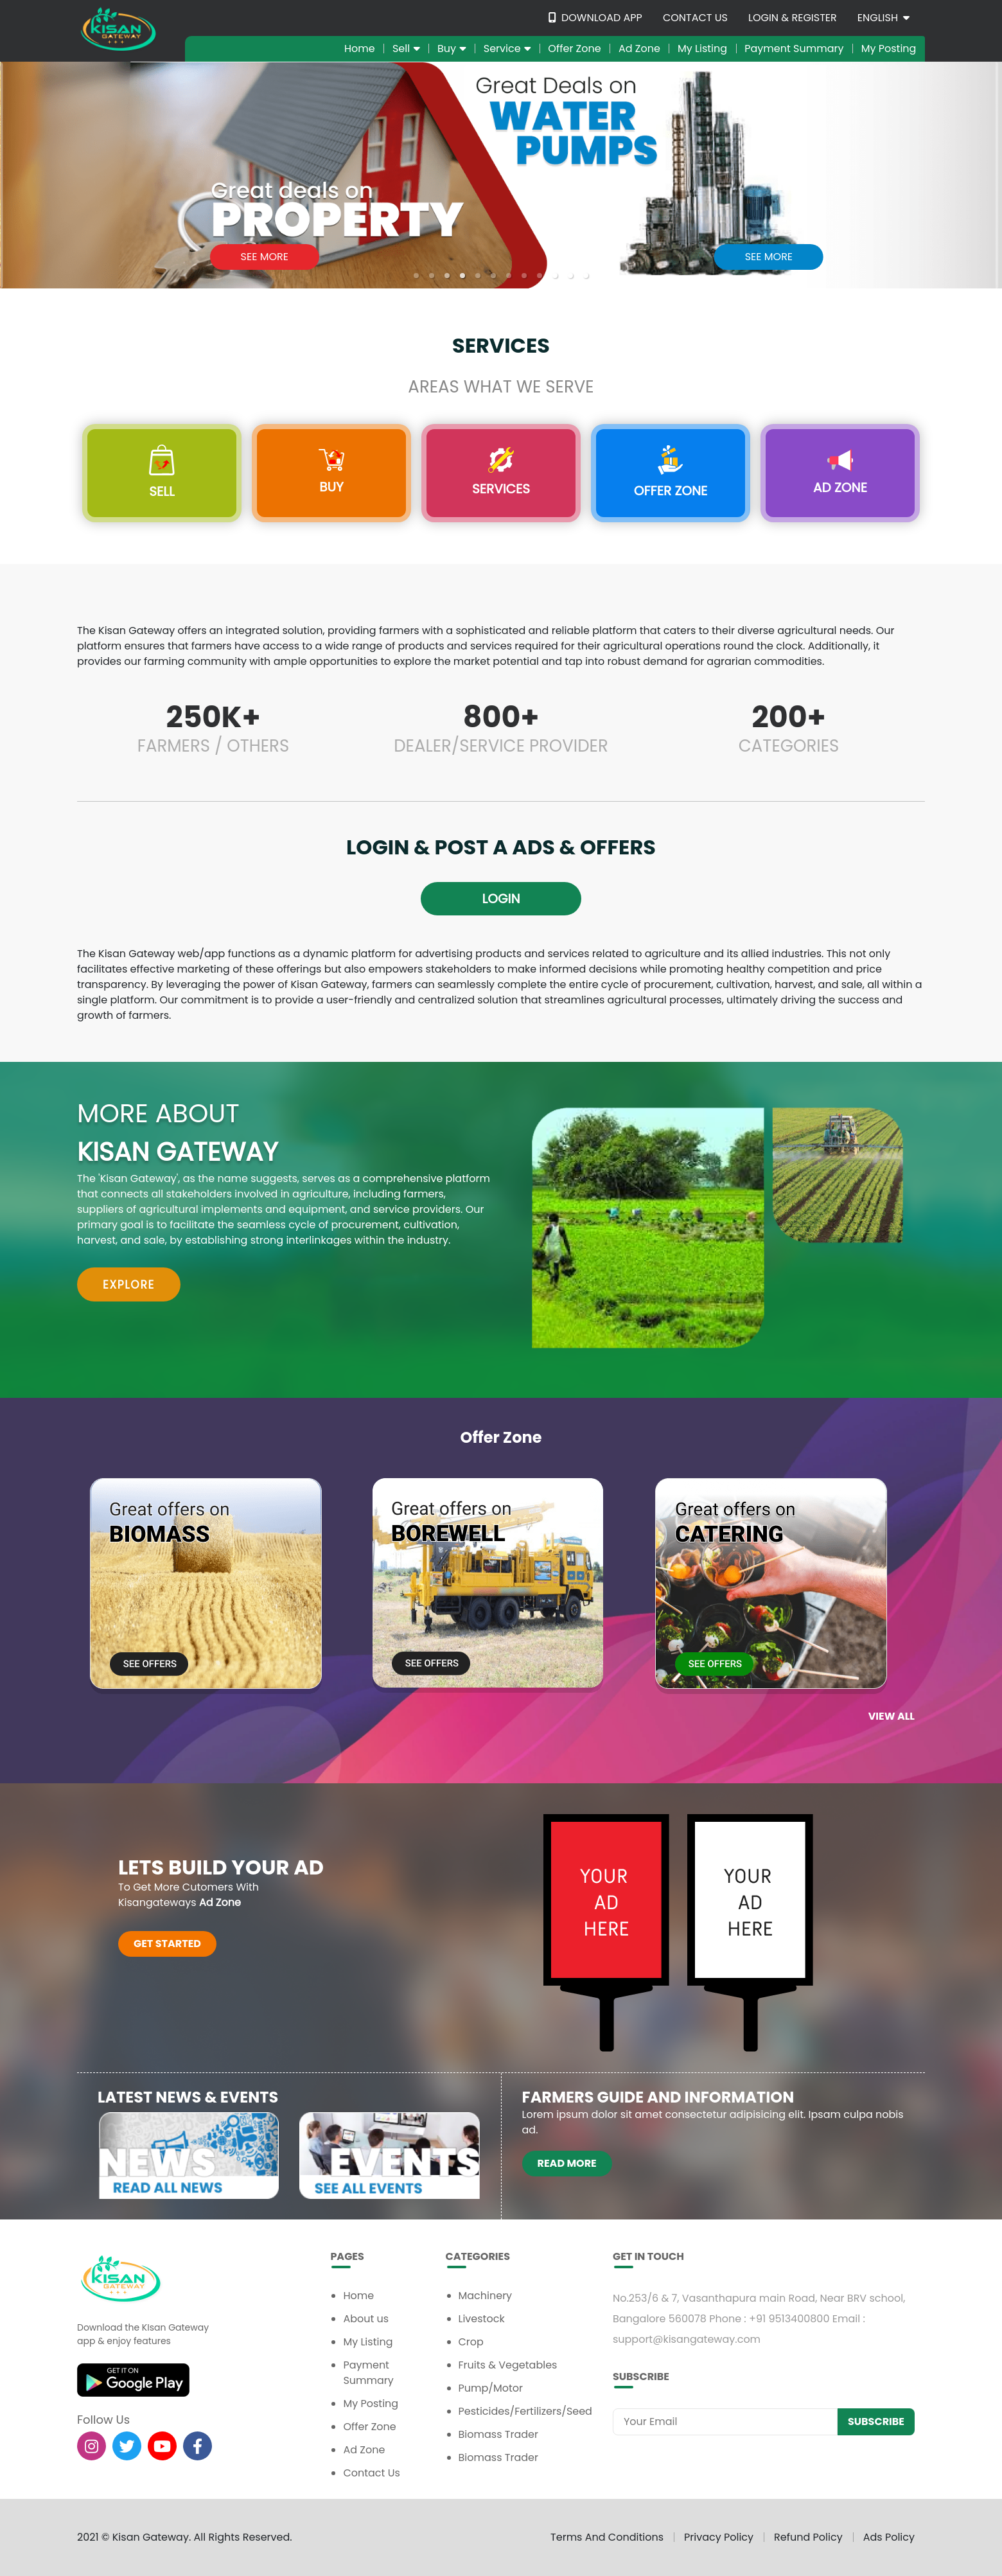 KISAN
GATEWAY
DOWNLOAD APP CONTACT US LOGIN & REGISTER ENGLISH
Home Sell Buy Service Offer Zone Ad Zone My Listing Payment Summary My Posting
Great deals on
PROPERTY
SEE MORE
Great Deals on
WATER
PUMPS
SEE MORE
SERVICES
AREAS WHAT WE SERVE
SELL
BUY
SERVICES
OFFER ZONE
AD ZONE
The Kisan Gateway offers an integrated solution, providing farmers with a sophisticated and reliable platform that caters to their diverse agricultural needs. Our
platform ensures that farmers have access to a wide range of products and services required for their agricultural operations round the clock. Additionally, it
provides our farming community with ample opportunities to explore the market potential and tap into robust demand for agrarian commodities.
250K+
FARMERS / OTHERS
800+
DEALER/SERVICE PROVIDER
200+
CATEGORIES
LOGIN & POST A ADS & OFFERS
LOGIN
The Kisan Gateway web/app functions as a dynamic platform for advertising products and services related to agriculture and its allied industries. This not only
facilitates effective marketing of these offerings but also empowers stakeholders to make informed decisions while promoting healthy competition and price
transparency. By leveraging the power of Kisan Gateway, farmers can seamlessly complete the entire cycle of procurement, cultivation, harvest, and sale, all within a
single platform. Our commitment is to provide a user-friendly and centralized solution that streamlines agricultural processes, ultimately driving the success and
growth of farmers.
MORE ABOUT
KISAN GATEWAY
The 'Kisan Gateway', as the name suggests, serves as a comprehensive platform
that connects all stakeholders involved in agriculture, including farmers,
suppliers of agricultural implements and equipment, and service providers. Our
primary goal is to facilitate the seamless cycle of procurement, cultivation,
harvest, and sale, by establishing strong interlinkages within the industry.
EXPLORE
Offer Zone
Great offers on
BIOMASS
SEE OFFERS
Great offers on
BOREWELL
SEE OFFERS
Great offers on
CATERING
SEE OFFERS
VIEW ALL
LETS BUILD YOUR AD
To Get More Cutomers With
Kisangateways Ad Zone
GET STARTED
YOUR
AD
HERE
YOUR
AD
HERE
LATEST NEWS & EVENTS
NEWS
READ ALL NEWS
EVENTS
SEE ALL EVENTS
FARMERS GUIDE AND INFORMATION
Lorem ipsum dolor sit amet consectetur adipisicing elit. Ipsam culpa nobis
ad.
READ MORE
KISAN
GATEWAY
Download the KIsan Gateway
app & enjoy features
GET IT ON
Google Play
Follow Us
PAGES
Home
About us
My Listing
Payment
Summary
My Posting
Offer Zone
Ad Zone
Contact Us
CATEGORIES
Machinery
Livestock
Crop
Fruits & Vegetables
Pump/Motor
Pesticides/Fertilizers/Seed
Biomass Trader
Biomass Trader
GET IN TOUCH
No.253/6 & 7, Vasanthapura main Road, Near BRV school,
Bangalore 560078 Phone : +91 9513400800 Email :
support@kisangateway.com
SUBSCRIBE
Your Email
SUBSCRIBE
2021 © Kisan Gateway. All Rights Reserved.
Terms And Conditions Privacy Policy Refund Policy Ads Policy